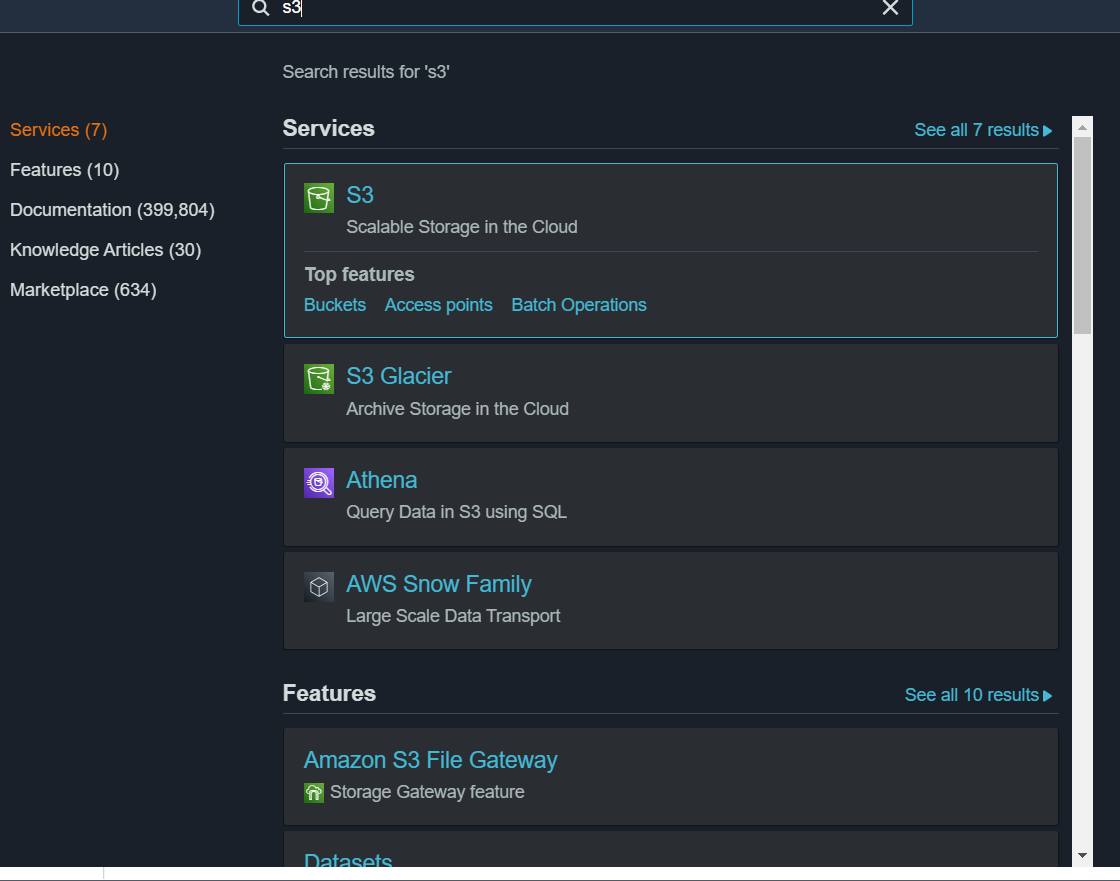 s3
Search results for 's3'
Services (7)
Features (10)
Documentation (399,804)
Knowledge Articles (30)
Marketplace (634)
Services
See all 7 results
S3
Scalable Storage in the Cloud
Top features
Buckets Access points Batch Operations
S3 Glacier
Archive Storage in the Cloud
Athena
Query Data in S3 using SQL
AWS Snow Family
Large Scale Data Transport
Features
See all 10 results
Amazon S3 File Gateway
Storage Gateway feature
Datasets